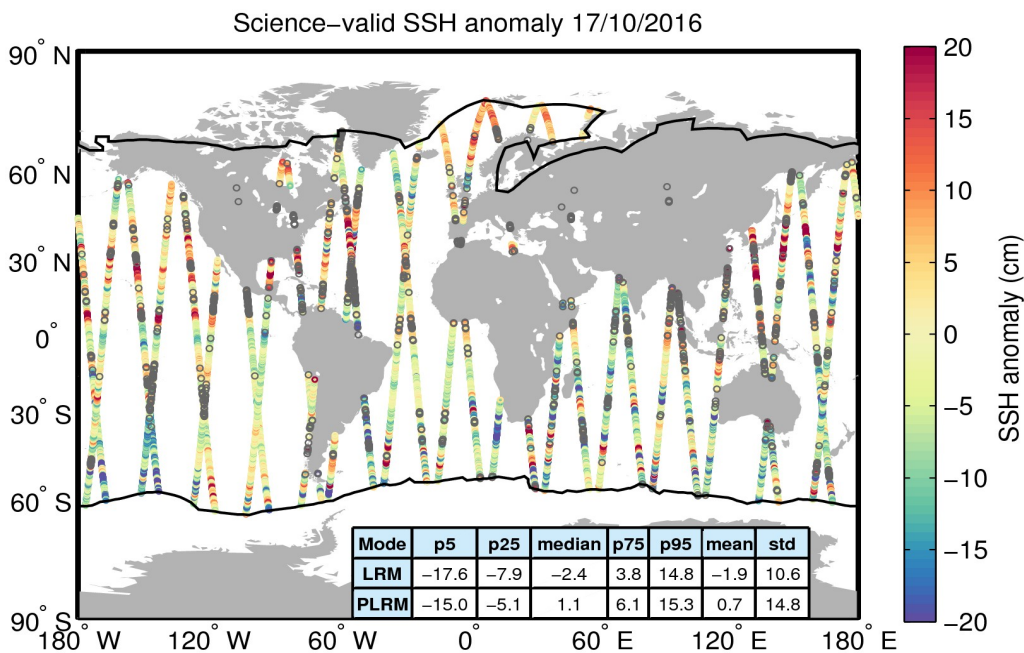 Science−valid SSH anomaly 17/10/2016
90° N
60° N
30° N
0°
30° S
60° S
90° S
180° W
120° W
60° W
0°
60° E
120° E
180° E
Mode p5 p25 median p75 p95 mean std
LRM −17.6 −7.9 −2.4 3.8 14.8 −1.9 10.6
PLRM −15.0 −5.1 1.1 6.1 15.3 0.7 14.8
20
15
10
5
0
−5
−10
−15
−20
SSH anomaly (cm)